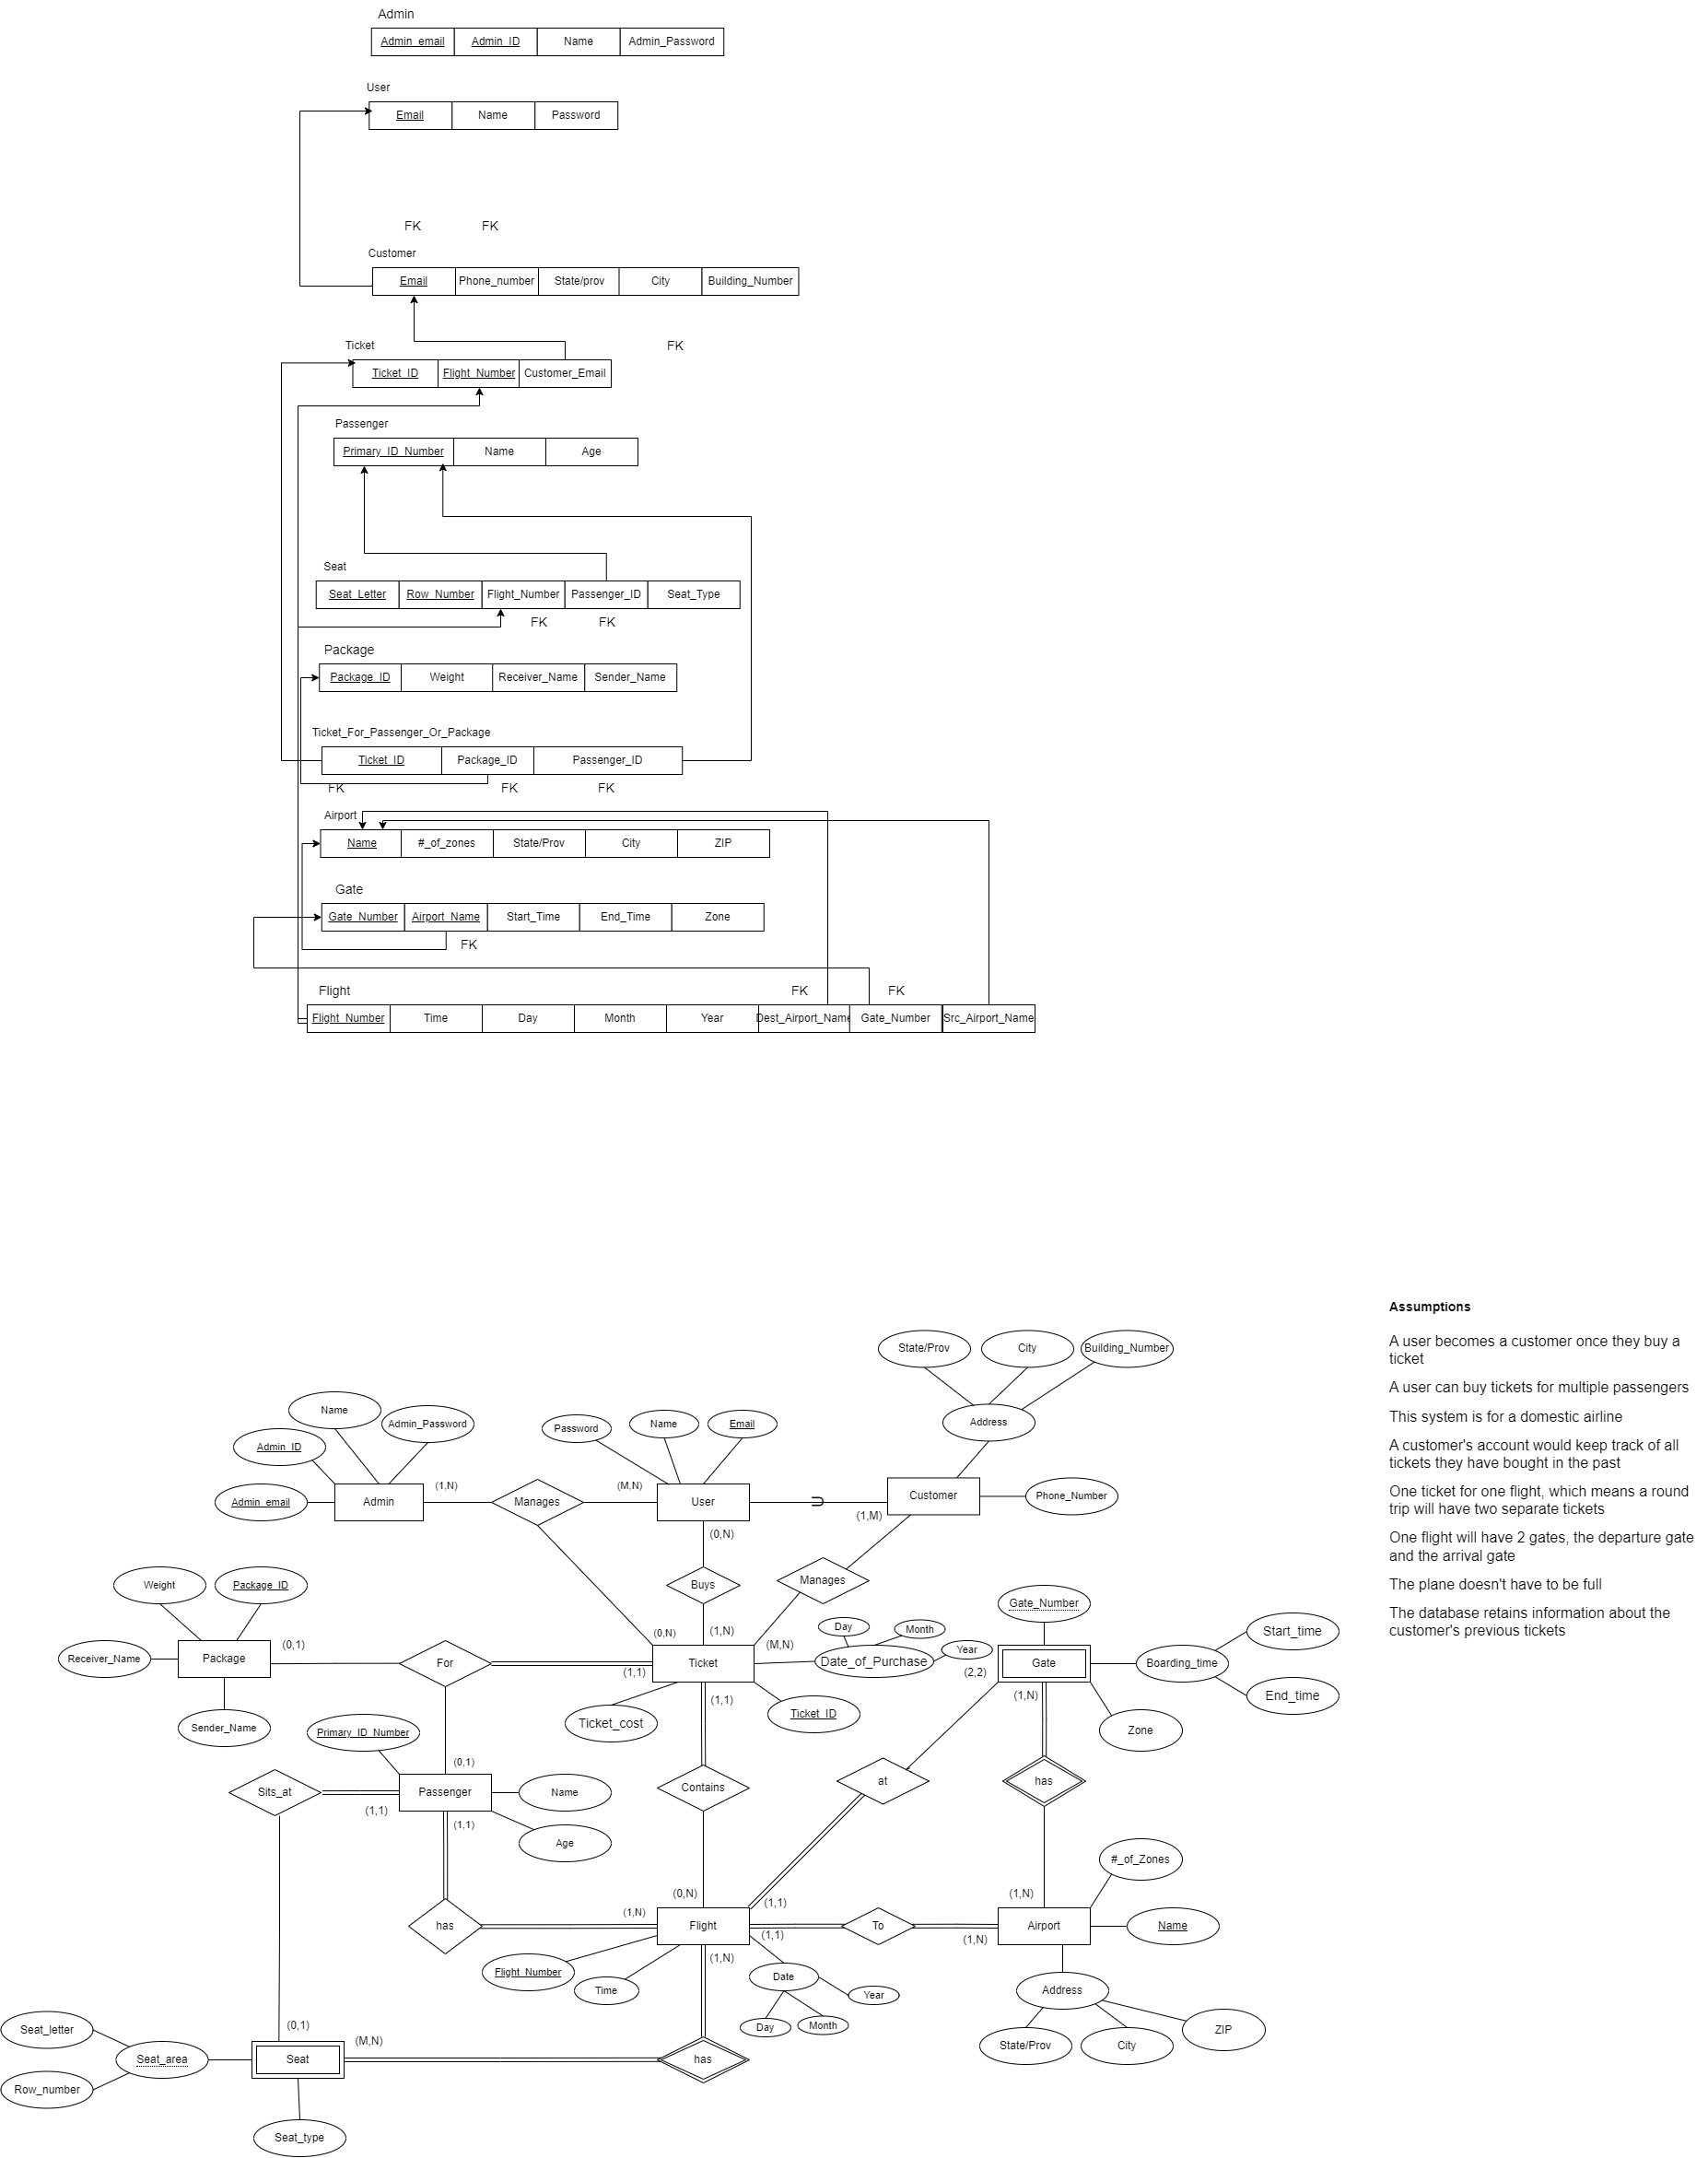 Admin
Admin_email Admin_ID Name Admin_Password
User
Email Name Password
FK FK
Customer
Email Phone_number State/prov City Building_Number
Ticket FK
Ticket_ID Flight_Number Customer_Email
Passenger
Primary_ID_Number Name Age
Seat
Seat_Letter Row_Number Flight_Number Passenger_ID Seat_Type
FK FK
Package
Package_ID Weight Receiver_Name Sender_Name
Ticket_For_Passenger_Or_Package
Ticket_ID Package_ID Passenger_ID
FK FK FK
Airport
Name #_of_zones State/Prov City ZIP
Gate
Gate_Number Airport_Name Start_Time End_Time Zone
FK
Flight FK FK
Flight_Number Time Day Month Year Dest_Airport_Name Gate_Number Src_Airport_Name
Assumptions
A user becomes a customer once they buy a
ticket
A user can buy tickets for multiple passengers
This system is for a domestic airline
A customer's account would keep track of all
tickets they have bought in the past
One ticket for one flight, which means a round
trip will have two separate tickets
One flight will have 2 gates, the departure gate
and the arrival gate
The plane doesn't have to be full
The database retains information about the
customer's previous tickets
State/Prov City Building_Number
Name Admin_Password Password Name Email Address
Admin_ID
Admin_email Admin (1,N) Manages (M,N) User ⊃ Customer Phone_Number
(0,N) (1,M)
Weight Package_ID Buys Manages
Gate_Number
(0,N) (1,N) (M,N) Day Month Year
Receiver_Name Package (0,1) For (1,1) Ticket Date_of_Purchase (2,2) Gate Boarding_time Start_time
End_time
Sender_Name Ticket_cost (1,1) Ticket_ID (1,N) Zone
Primary_ID_Number
(0,1)
Sits_at (1,1) Passenger Name Contains at has
(1,1) Age
#_of_Zones
(1,N) (0,N) (1,1) (1,N)
has Flight To Airport Name
(1,1) (1,N)
Flight_Number Time (1,N) Date Year Address
Day Month State/Prov City ZIP
(0,1)
Seat_letter (M,N)
Seat_area Seat has
Row_number
Seat_type